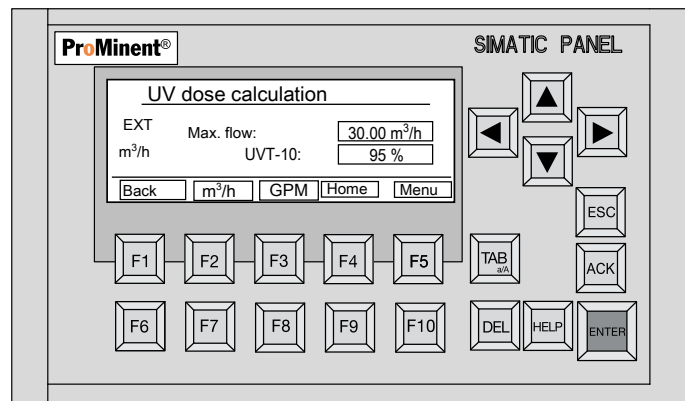 ProMinent®
SIMATIC PANEL
UV dose calculation
EXT Max. flow: 30.00 m³/h
m³/h UVT-10: 95 %
Back m³/h GPM Home Menu
ESC
F1 F2 F3 F4 F5 TAB a/A ACK
F6 F7 F8 F9 F10 DEL HELP ENTER